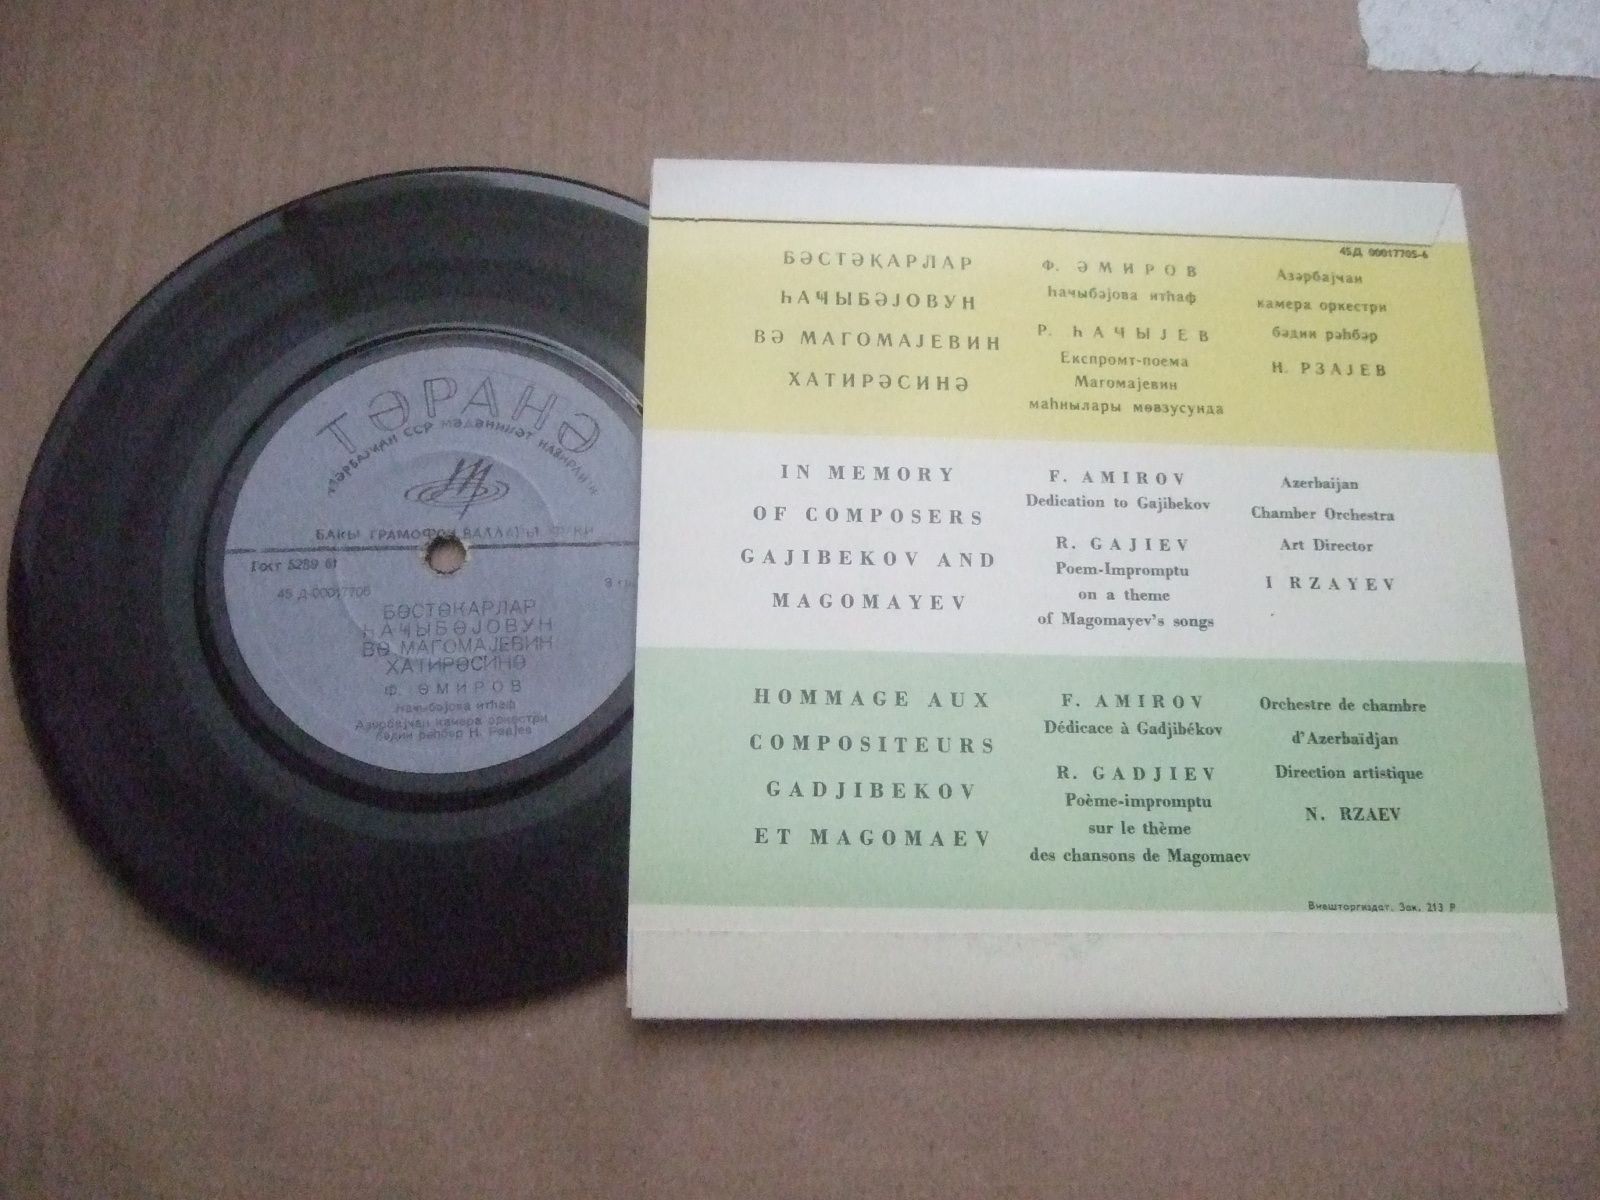 ТӘРАНӘ
АЗӘРБАЈҸАН ССР МӘДӘНИЈЈӘТ НАЗИРЛИЈИ
БАКЫ ГРАМОФОН ВАЛЛАРЫ
Гост 5289 61
45 Д-00017705
БӘСТӘКАРЛАР
ҺАҸЫБӘЈОВУН
ВӘ МАГОМАЈЕВИН
ХАТИРӘСИНӘ
Ф. ӘМИРОВ
Һаҹыбәјова итһаф
Азәрбајҹан камера оркестри
бәдии рәһбәр Н. Рзајев
45Д 00017705-6
БӘСТӘКАРЛАР
ҺАҸЫБӘЈОВУН
ВӘ МАГОМАЈЕВИН
ХАТИРӘСИНӘ
Ф. ӘМИРОВ
Һаҹыбәјова итһаф
Р. ҺАҸЫЈЕВ
Експромт-поема
Магомајевин
маһнылары мөвзусунда
Азәрбајҹан
камера оркестри
бәдии рәһбәр
Н. РЗАЈЕВ
IN MEMORY
OF COMPOSERS
GAJIBEKOV AND
MAGOMAYEV
F. AMIROV
Dedication to Gajibekov
R. GAJIEV
Poem-Impromptu
on a theme
of Magomayev's songs
Azerbaijan
Chamber Orchestra
Art Director
I RZAYEV
HOMMAGE AUX
COMPOSITEURS
GADJIBEKOV
ET MAGOMAEV
F. AMIROV
Dédicace à Gadjibékov
R. GADJIEV
Poème-impromptu
sur le thème
des chansons de Magomaev
Orchestre de chambre
d'Azerbaïdjan
Direction artistique
N. RZAEV
Внешторгиздат. Зак. 213 Р